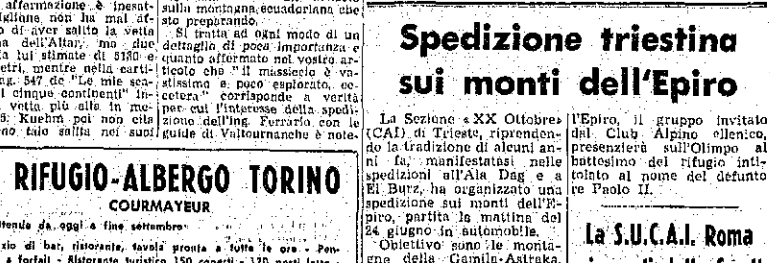 affermazione è inesat-
iglione, non ha mai af-
o di aver salito la vetta
a dell'Altar, ma due
a lui stimate di 5180 e
etri, mentre nella carti-
ag. 547 de "Le mie sca-
i cinque continenti" in-
vetta più alta in me-
Kuehm poi non cita
no tale salita nei suoi
sulla montagna ecuadoriana che
sto preparando.
Si tratta ad ogni modo di un
dettaglio di poca importanza e
quanto affermato nel vostro ar-
ticolo che "il massiccio è va-
stissimo e poco esplorato, ec-
cetera" corrisponde a verità
per cui l'interesse della spedi-
zione dell'ing. Ferrario con le
guide di Valtournanche è note-
RIFUGIO-ALBERGO TORINO
COURMAYEUR
da oggi a fine settembre
zio di bar, ristorante, tavola pronta a tutte le ore - Pen-
a forfait - Ristorante turistico 150 coperti - 120 posti
Spedizione triestina
sui monti dell'Epiro
La Sezione «XX Ottobre»
(CAI) di Trieste, riprenden-
do la tradizione di alcuni an-
ni fa, manifestatasi nelle
spedizioni all'Ala Dag e a
El Burz, ha organizzato una
spedizione sui monti dell'E-
piro, partita la mattina del
24 giugno in automobile.
Obiettivo sono le monta-
gne della Gamila-Astraka,
l'Epiro, il gruppo invitato
dal Club Alpino ellenico,
presenzierà sull'Olimpo al
battesimo del rifugio inti-
tolato al nome del defunto
re Paolo II.
La S.U.C.A.I. Roma